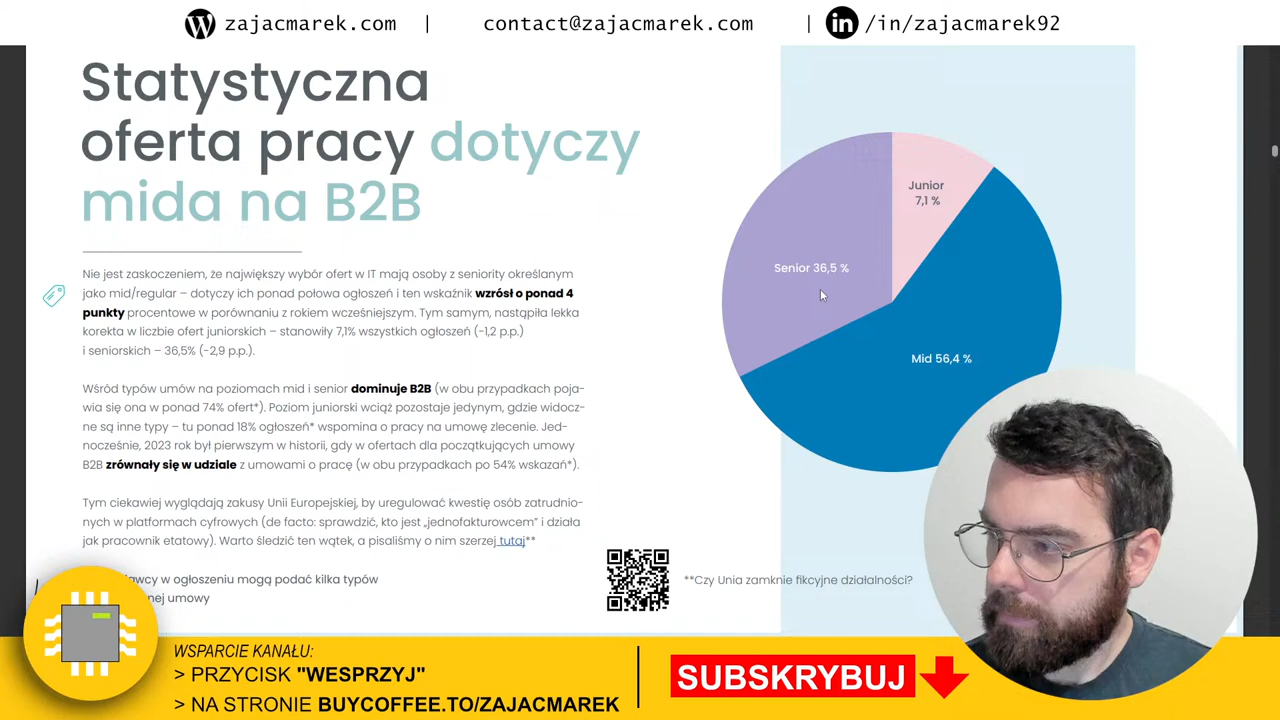 zajacmarek.com | contact@zajacmarek.com | /in/zajacmarek92
Statystyczna
oferta pracy dotyczy
mida na B2B
Nie jest zaskoczeniem, że największy wybór ofert w IT mają osoby z seniority określanym
jako mid/regular – dotyczy ich ponad połowa ogłoszeń i ten wskaźnik wzrósł o ponad 4
punkty procentowe w porównaniu z rokiem wcześniejszym. Tym samym, nastąpiła lekka
korekta w liczbie ofert juniorskich – stanowiły 7,1% wszystkich ogłoszeń (-1,2 p.p.)
i seniorskich – 36,5% (-2,9 p.p.).
Wśród typów umów na poziomach mid i senior dominuje B2B (w obu przypadkach poja-
wia się ona w ponad 74% ofert*). Poziom juniorski wciąż pozostaje jedynym, gdzie widocz-
ne są inne typy – tu ponad 18% ogłoszeń* wspomina o pracy na umowę zlecenie. Jed-
nocześnie, 2023 rok był pierwszym w historii, gdy w ofertach dla początkujących umowy
B2B zrównały się w udziale z umowami o pracę (w obu przypadkach po 54% wskazań*).
Tym ciekawiej wyglądają zakusy Unii Europejskiej, by uregulować kwestię osób zatrudnio-
nych w platformach cyfrowych (de facto: sprawdzić, kto jest „jednofakturowcem” i działa
jak pracownik etatowy). Warto śledzić ten wątek, a pisaliśmy o nim szerzej tutaj**
w ogłoszeniu mogą podać kilka typów
umowy
**Czy Unia zamknie fikcyjne działalności?
Junior
7,1 %
Senior 36,5 %
Mid 56,4 %
WSPARCIE KANAŁU:
> PRZYCISK "WESPRZYJ"
> NA STRONIE BUYCOFFEE.TO/ZAJACMAREK
SUBSKRYBUJ